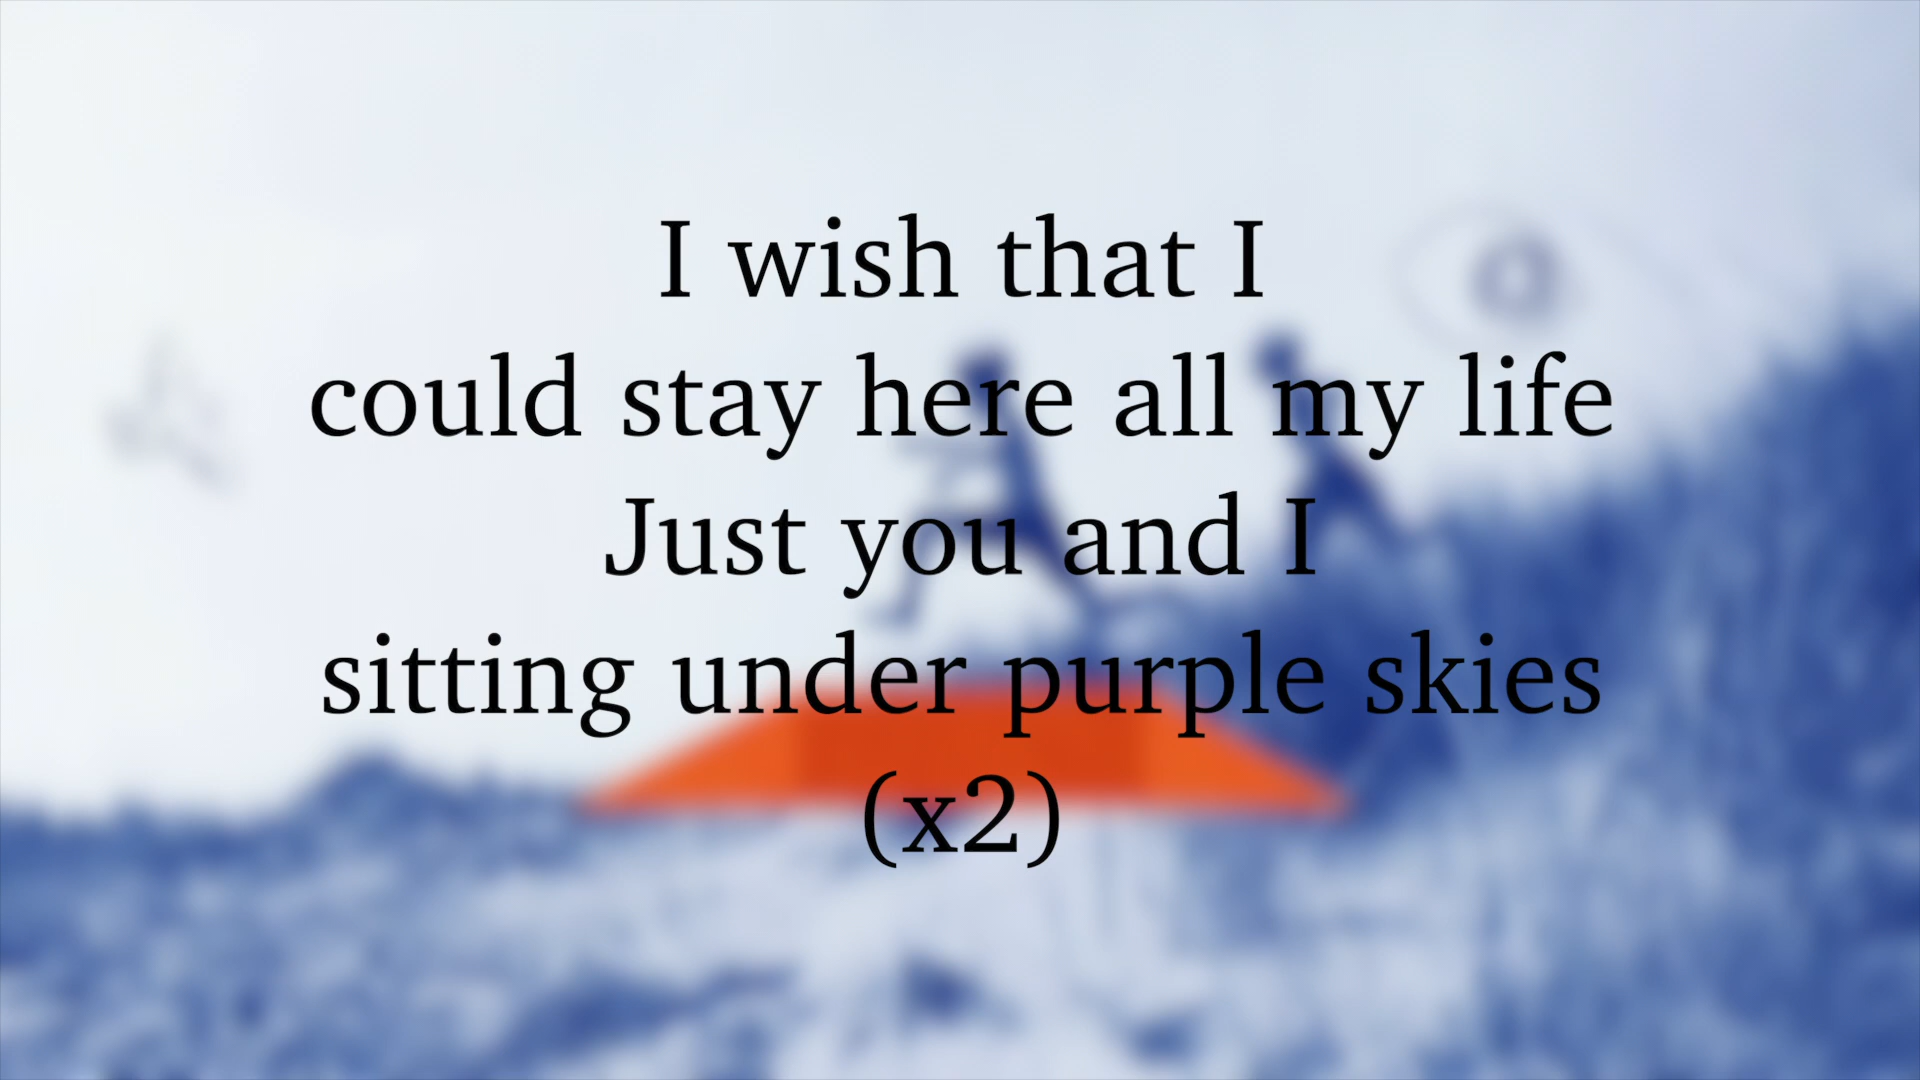 I wish that I
could stay here all my life
Just you and I
sitting under purple skies
(x2)